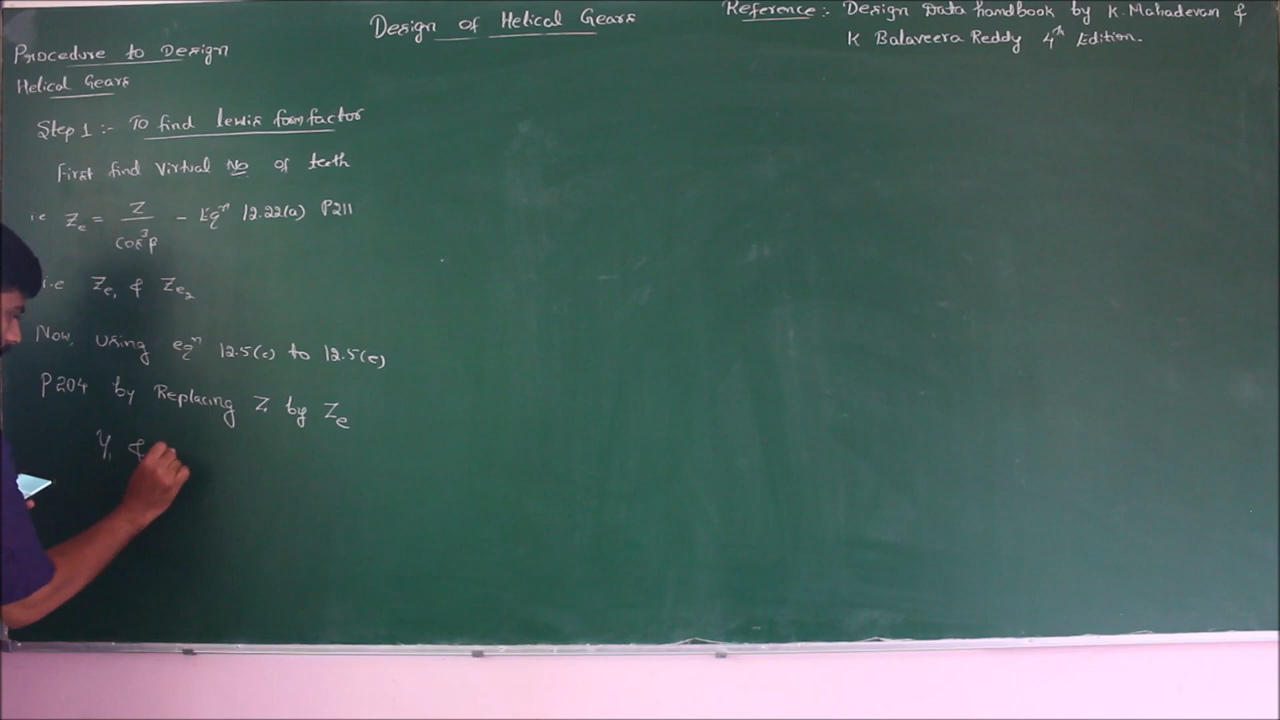 Design of Helical Gears
Reference :- Design Data handbook by K. Mahadevan &
K Balaveera Reddy 4th Edition.
Procedure to Design
Helical Gears
Step 1 :- To find lewis form factor
First find Virtual No of teeth
i.e Ze = Z / cos³β - Eqn 12.22(a) P211
i.e Ze1 & Ze2
Now, using eqn 12.5(c) to 12.5(e)
P204 by Replacing Z by Ze
Y1 &